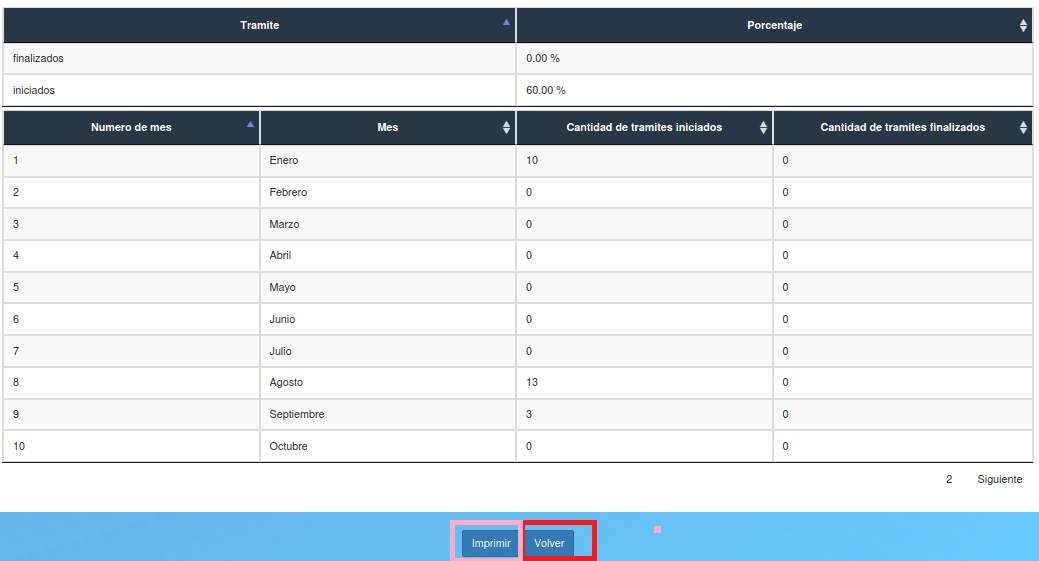 Tramite Porcentaje
finalizados 0.00 %
iniciados 60.00 %
Numero de mes Mes Cantidad de tramites iniciados Cantidad de tramites finalizados
1 Enero 10 0
2 Febrero 0 0
3 Marzo 0 0
4 Abril 0 0
5 Mayo 0 0
6 Junio 0 0
7 Julio 0 0
8 Agosto 13 0
9 Septiembre 3 0
10 Octubre 0 0
2 Siguiente
Imprimir Volver